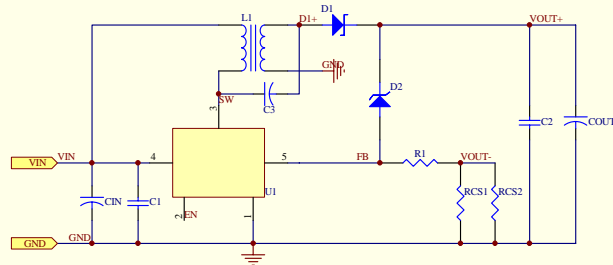 L1
D1+
D1
VOUT+
GND
SW
C3
D2
3
C2
COUT
VIN
VIN
4
5
FB
R1
VOUT-
U1
CIN
C1
2
EN
1
RCS1
RCS2
GND
GND